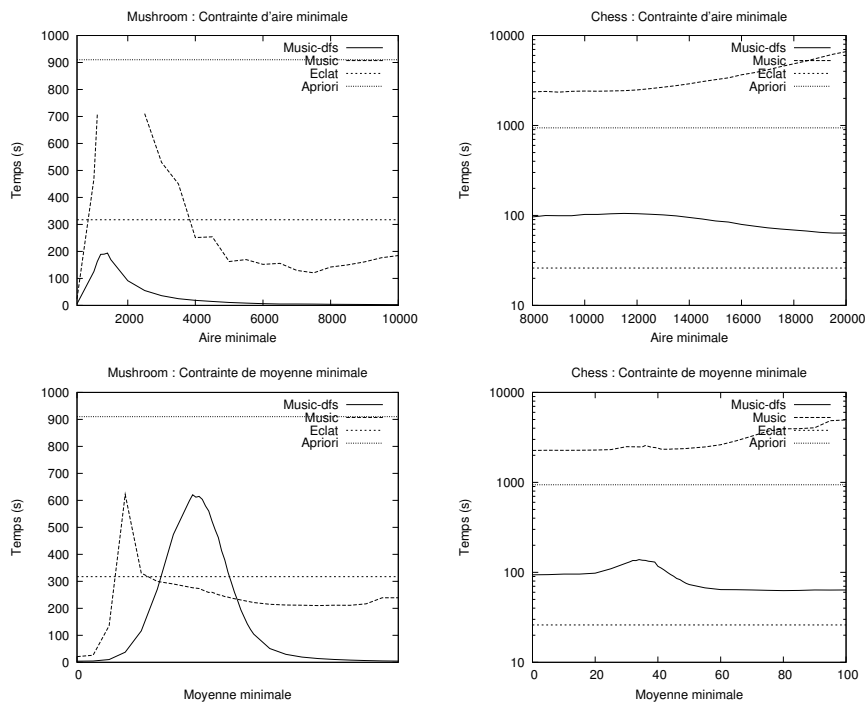 Mushroom : Contrainte d'aire minimale
1000
900
800
700
600
500
400
300
200
100
0
Temps (s)
Music-dfs
Music
Eclat
Apriori
2000 4000 6000 8000 10000
Aire minimale
Chess : Contrainte d'aire minimale
10000
1000
100
10
Temps (s)
Music-dfs
Music
Eclat
Apriori
8000 10000 12000 14000 16000 18000 20000
Aire minimale
Mushroom : Contrainte de moyenne minimale
1000
900
800
700
600
500
400
300
200
100
0
Temps (s)
Music-dfs
Music
Eclat
Apriori
0
Moyenne minimale
Chess : Contrainte de moyenne minimale
10000
1000
100
10
Temps (s)
Music-dfs
Music
Eclat
Apriori
0 20 40 60 80 100
Moyenne minimale